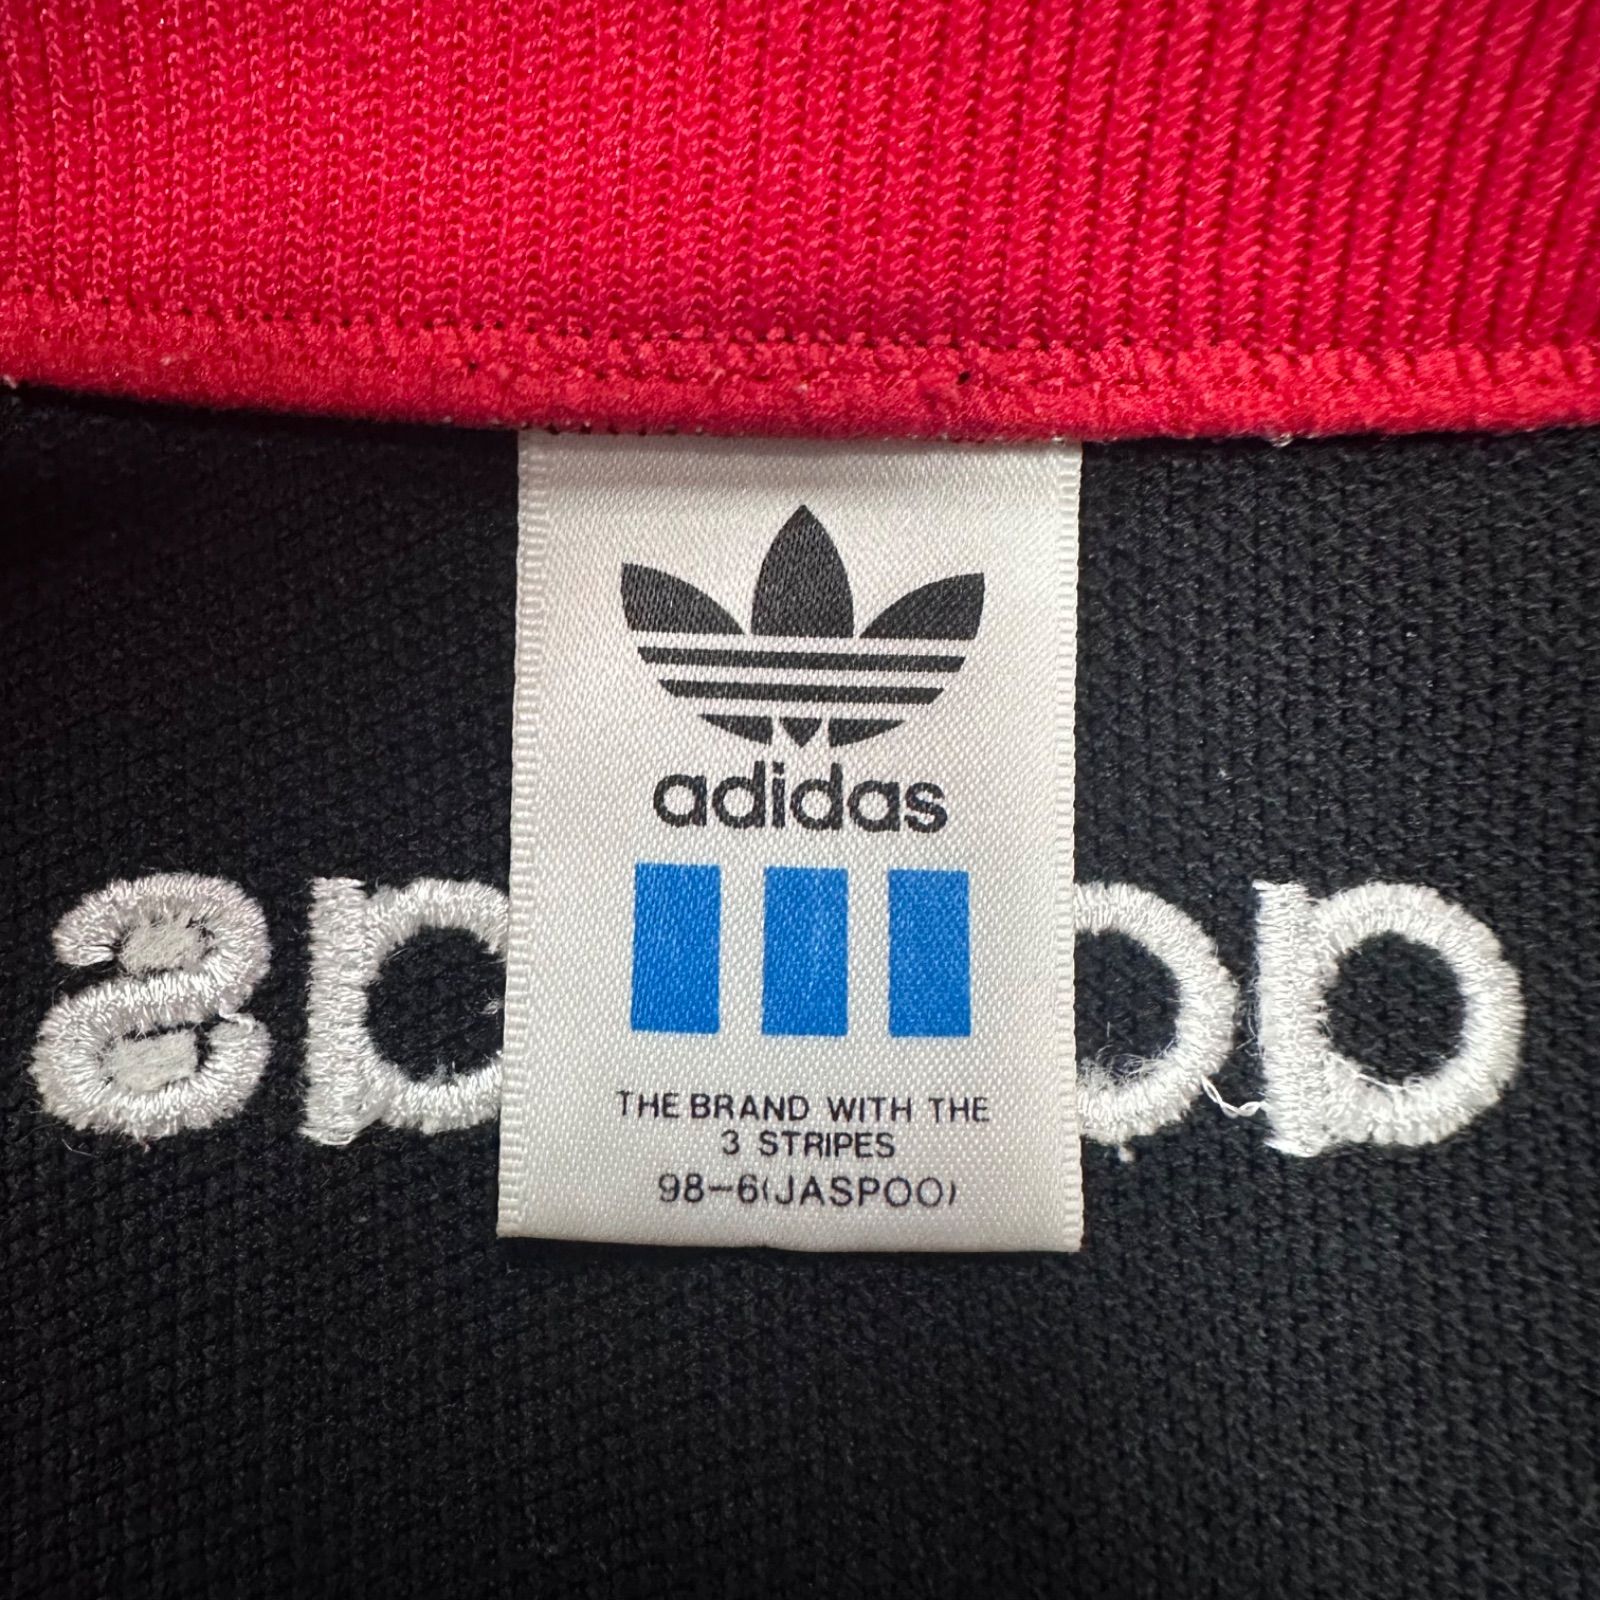 adidas
THE BRAND WITH THE
3 STRIPES
98-6(JASPOO)